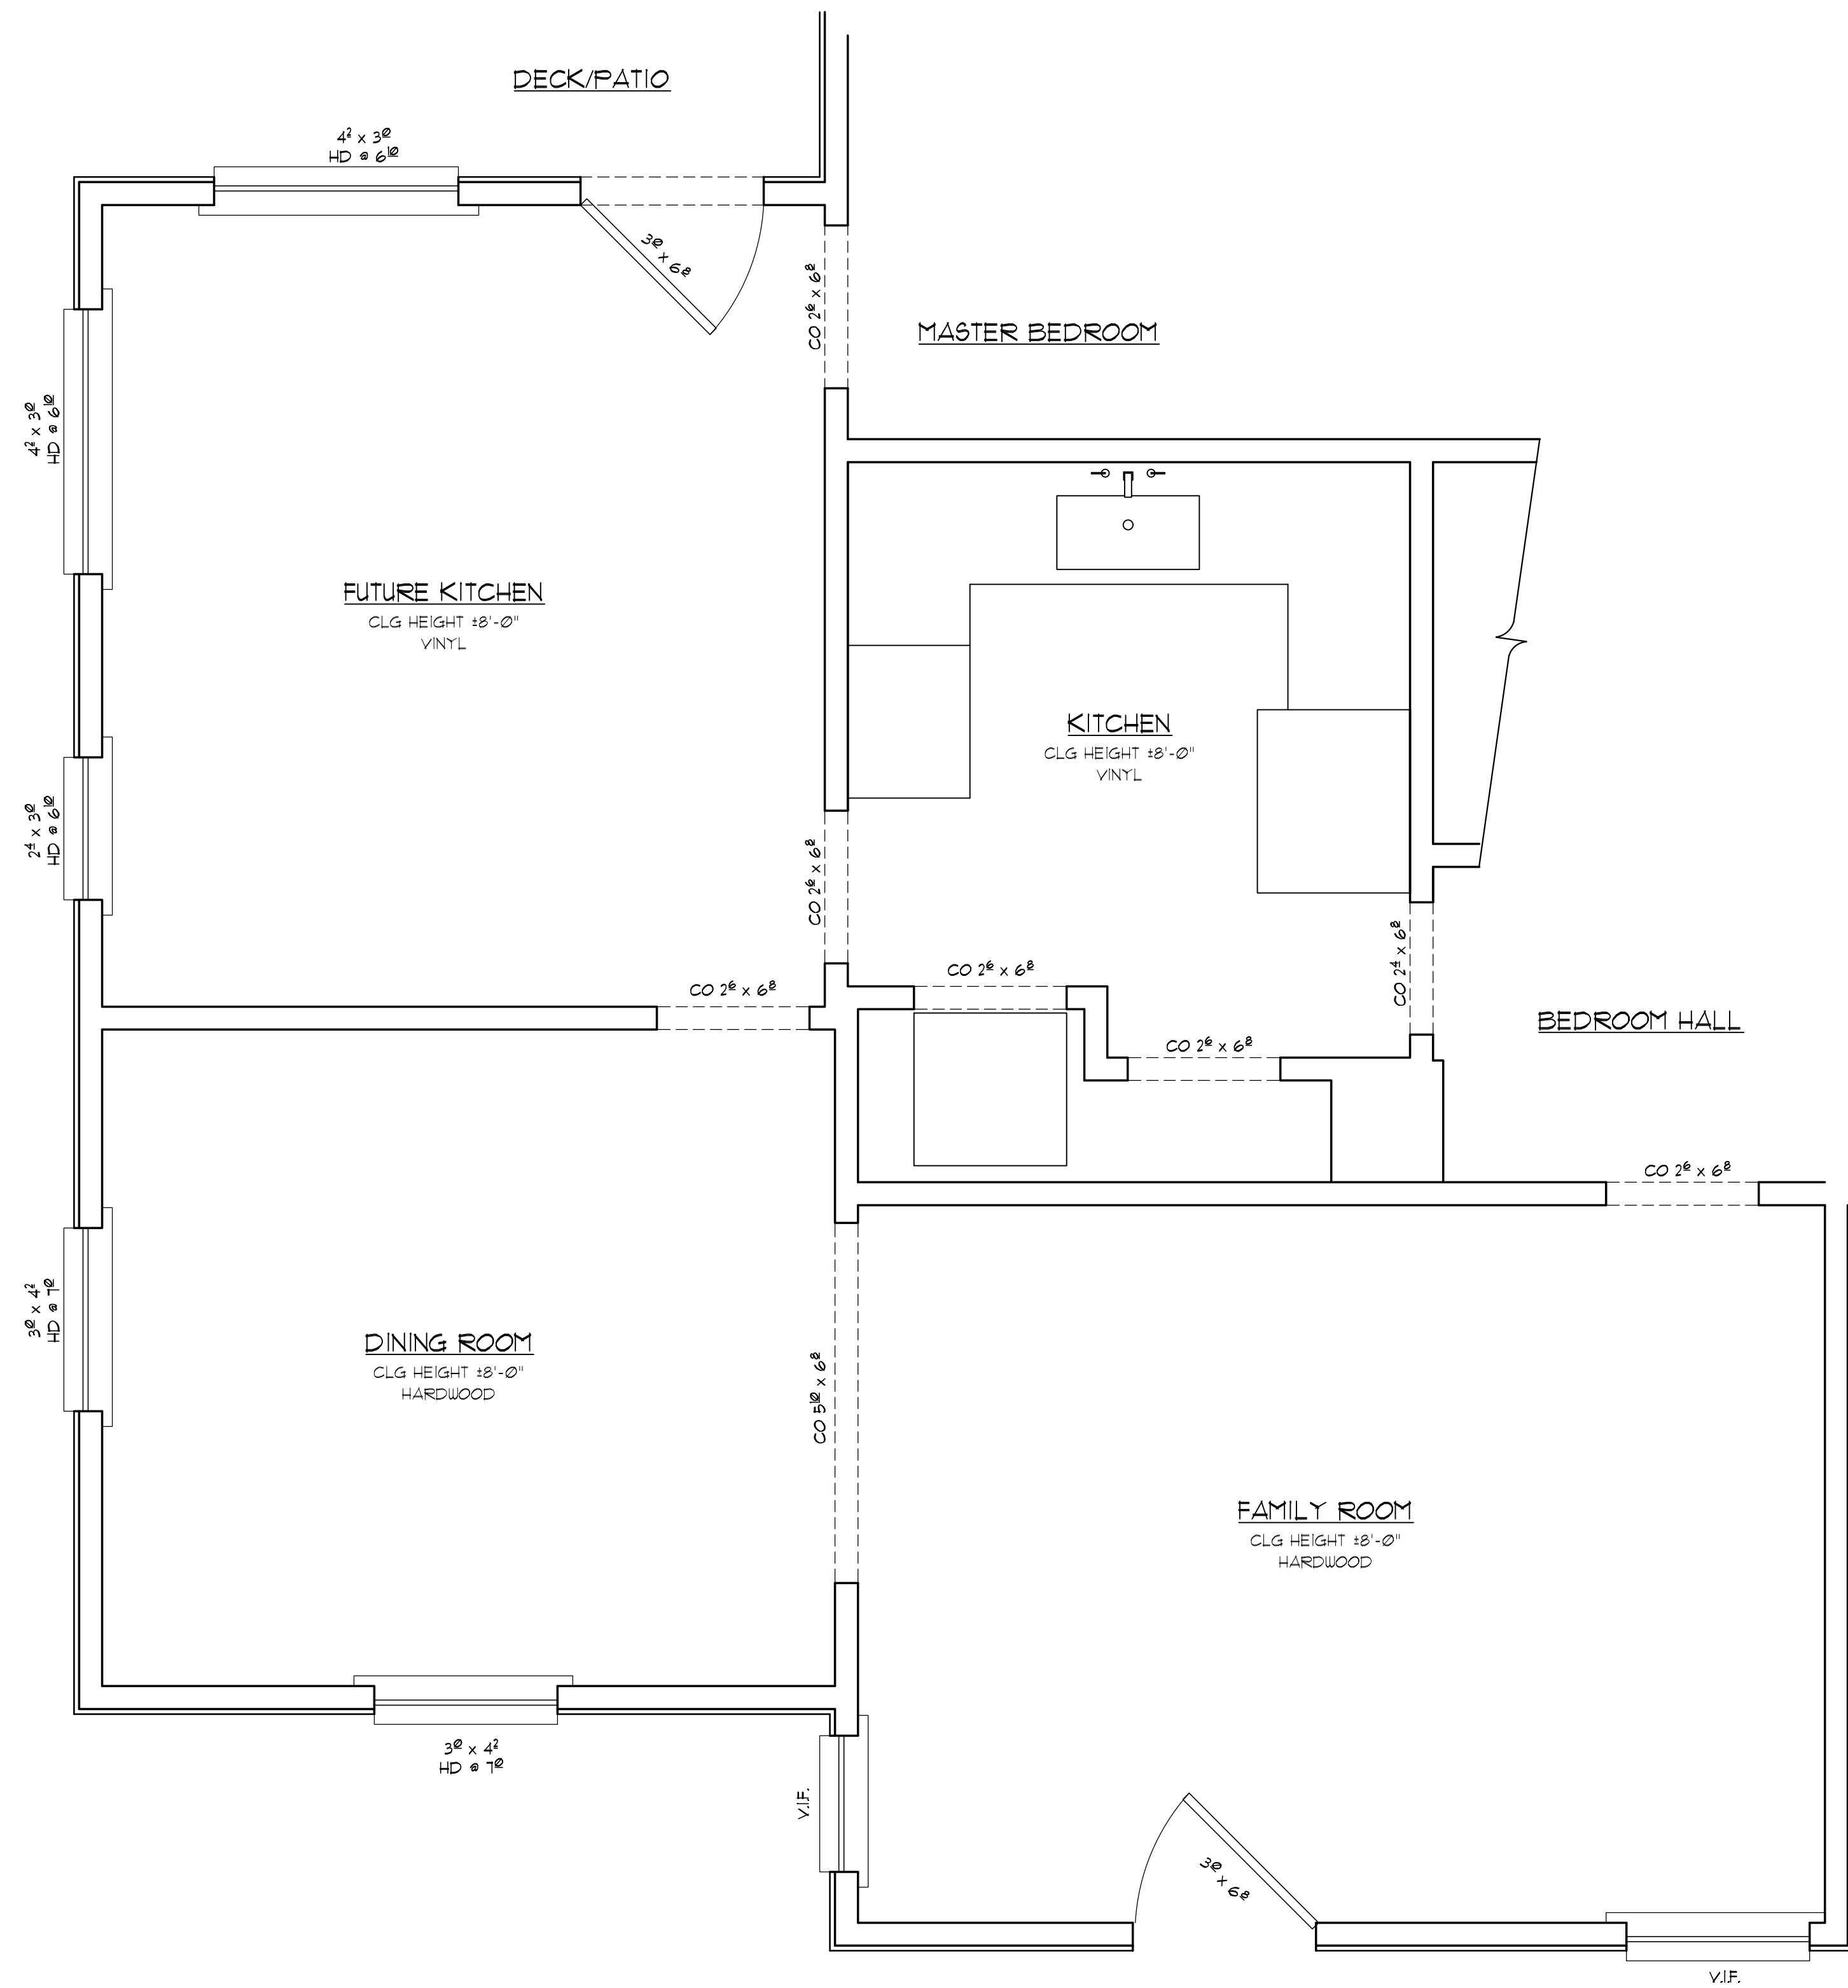 DECK/PATIO
4² x 3⁰
HD @ 6¹⁰
3⁰ x 6⁸
CO 2⁶ x 6⁸
MASTER BEDROOM
4² x 3⁰
HD @ 6¹⁰
FUTURE KITCHEN
CLG HEIGHT ±8'-0"
VINYL
KITCHEN
CLG HEIGHT ±8'-0"
VINYL
2⁴ x 3⁰
HD @ 6¹⁰
CO 2⁶ x 6⁸
CO 2⁴ x 6⁸
CO 2⁶ x 6⁸
CO 2⁶ x 6⁸
BEDROOM HALL
CO 2⁶ x 6⁸
CO 2⁶ x 6⁸
3⁰ x 4²
HD @ 7⁰
DINING ROOM
CLG HEIGHT ±8'-0"
HARDWOOD
CO 5¹⁰ x 6⁸
FAMILY ROOM
CLG HEIGHT ±8'-0"
HARDWOOD
3⁰ x 4²
HD @ 7⁰
V.I.F.
3⁰ x 6⁸
V.I.F.